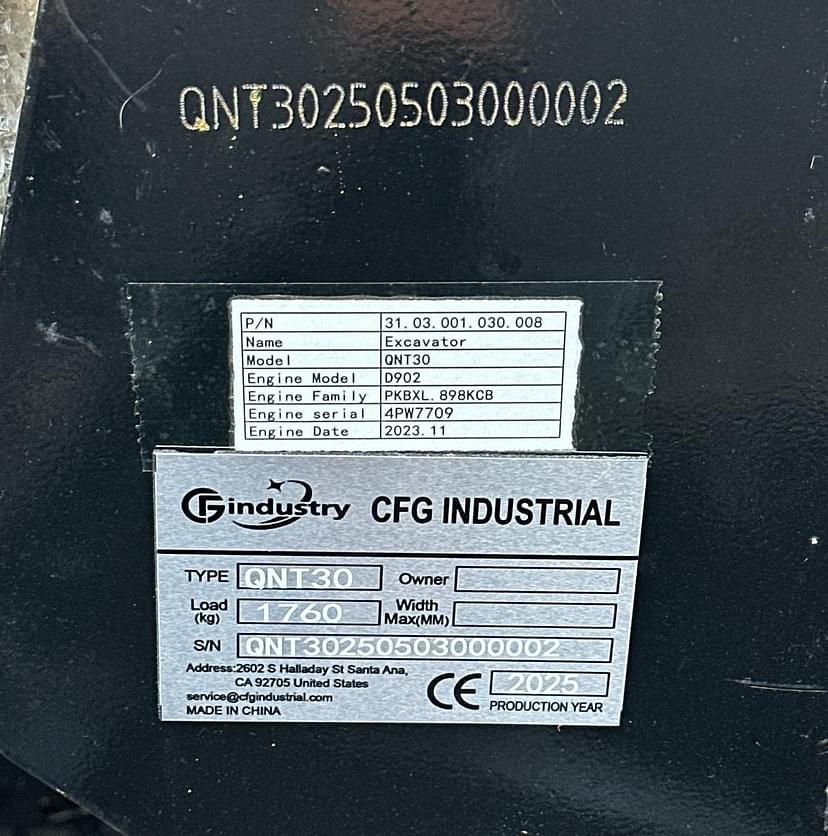 QNT30250503000002
P/N 31.03.001.030.008
Name Excavator
Model QNT30
Engine Model D902
Engine Family PKBXL.898KCB
Engine serial 4PW7709
Engine Date 2023.11
CFG industry CFG INDUSTRIAL
TYPE QNT30 Owner
Load (kg) 1760 Width Max(MM)
S/N QNT30250503000002
Address:2602 S Halladay St Santa Ana,
CA 92705 United States
service@cfgindustrial.com
MADE IN CHINA
CE 2025
PRODUCTION YEAR